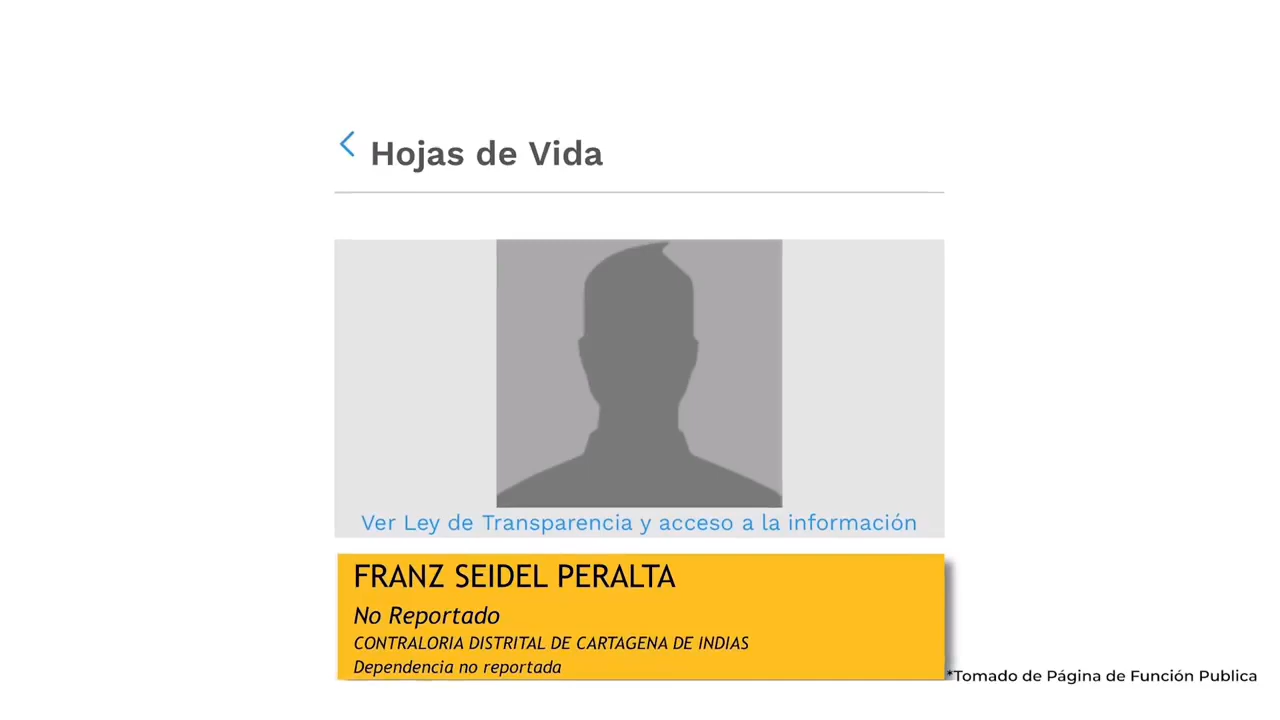 Hojas de Vida
Ver Ley de Transparencia y acceso a la información
FRANZ SEIDEL PERALTA
No Reportado
CONTRALORIA DISTRITAL DE CARTAGENA DE INDIAS
Dependencia no reportada
*Tomado de Página de Función Publica